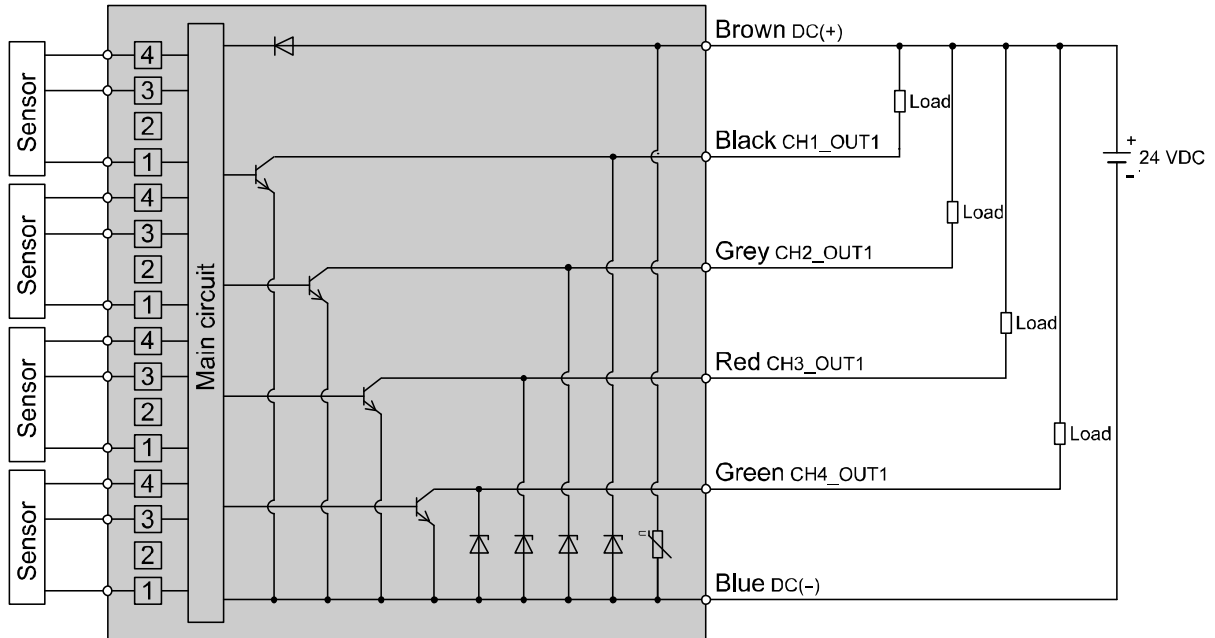 Brown DC(+)
Sensor
4
3
2
1
Load
Black CH1_OUT1
+
24 VDC
-
Sensor
4
3
2
1
Load
Grey CH2_OUT1
Main circuit
Sensor
4
3
2
1
Load
Red CH3_OUT1
Sensor
4
3
2
1
Load
Green CH4_OUT1
Blue DC(−)